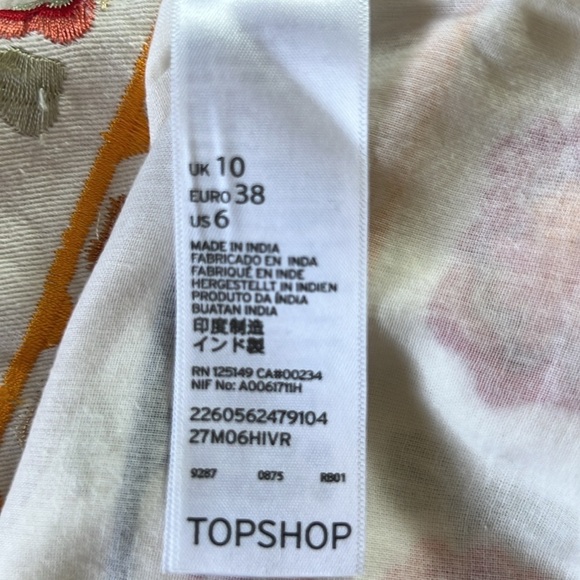 UK 10
EURO 38
US 6
MADE IN INDIA
FABRICADO EN INDA
FABRIQUÉ EN INDE
HERGESTELLT IN INDIEN
PRODUTO DA ÍNDIA
BUATAN INDIA
印度制造
インド製
RN 125149 CA#00234
NIF No: A0061711H
2260562479104
27M06HIVR
9287 0875 RB01
TOPSHOP